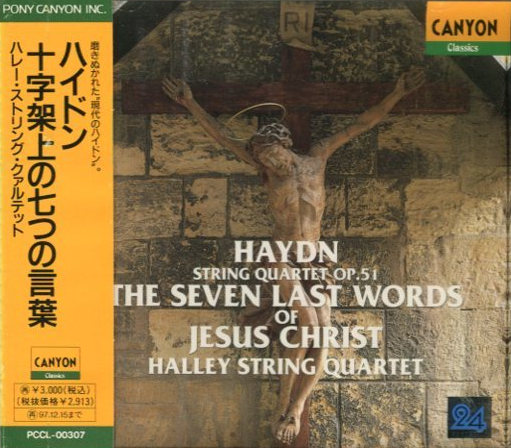 PONY CANYON INC.
磨きぬかれた“現代のハイドン”。
ハイドン
十字架上の七つの言葉
ハレー・ストリング・クァルテット
CANYON
Classics
再 ¥3,000(税込)
(税抜価格¥2,913)
再 97.12.15まで
PCCL-00307
RI
CANYON
Classics
HAYDN
STRING QUARTET OP.51
THE SEVEN LAST WORDS
OF
JESUS CHRIST
HALLEY STRING QUARTET
24